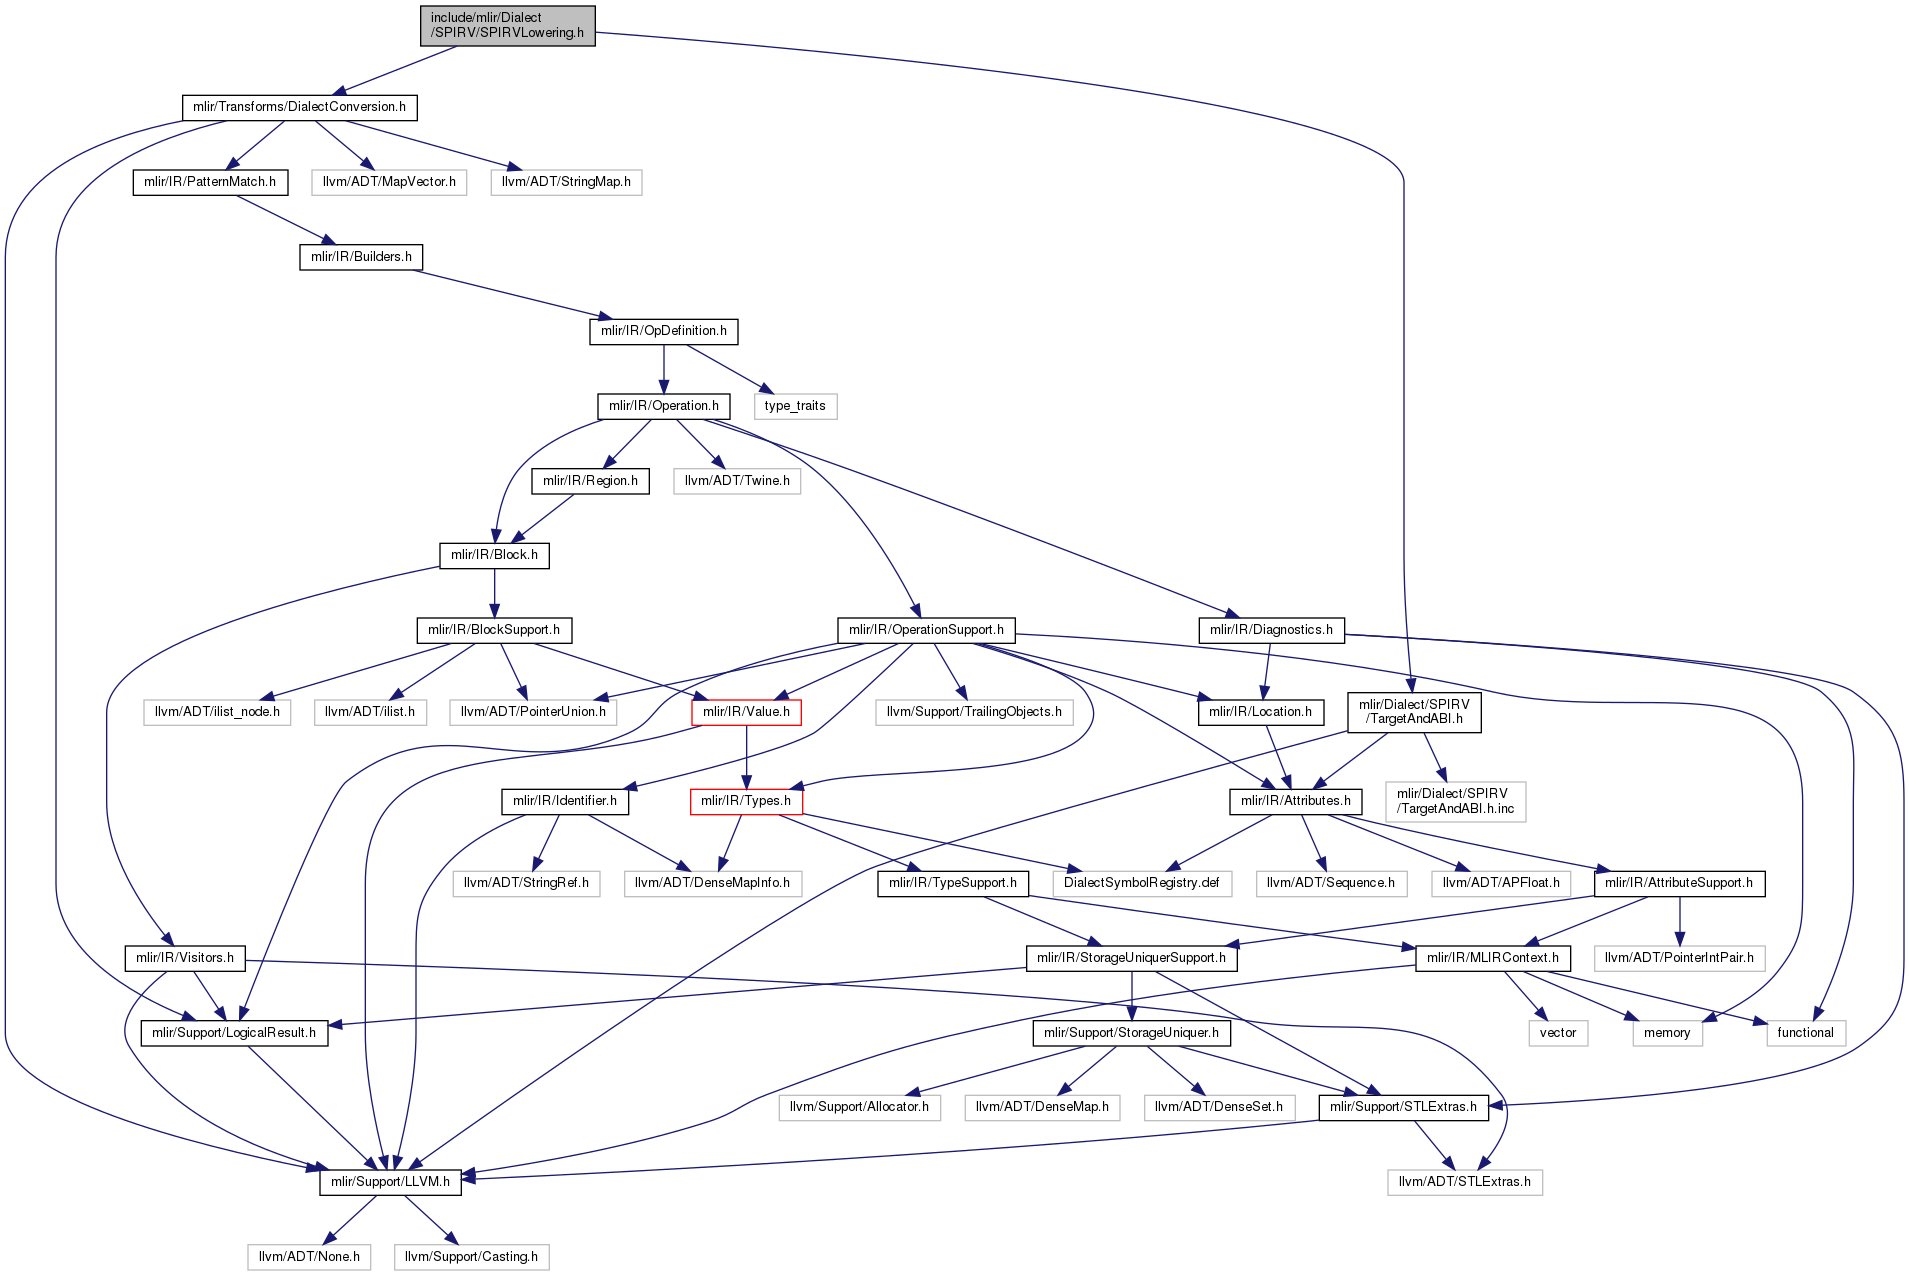 include/mlir/Dialect
/SPIRV/SPIRVLowering.h
mlir/Transforms/DialectConversion.h
mlir/IR/PatternMatch.h
llvm/ADT/MapVector.h
llvm/ADT/StringMap.h
mlir/IR/Builders.h
mlir/IR/OpDefinition.h
mlir/IR/Operation.h
type_traits
mlir/IR/Region.h
llvm/ADT/Twine.h
mlir/IR/Block.h
mlir/IR/BlockSupport.h
mlir/IR/OperationSupport.h
mlir/IR/Diagnostics.h
llvm/ADT/ilist_node.h
llvm/ADT/ilist.h
llvm/ADT/PointerUnion.h
mlir/IR/Value.h
llvm/Support/TrailingObjects.h
mlir/IR/Location.h
mlir/Dialect/SPIRV
/TargetAndABI.h
mlir/IR/Identifier.h
mlir/IR/Types.h
mlir/IR/Attributes.h
mlir/Dialect/SPIRV
/TargetAndABI.h.inc
llvm/ADT/StringRef.h
llvm/ADT/DenseMapInfo.h
mlir/IR/TypeSupport.h
DialectSymbolRegistry.def
llvm/ADT/Sequence.h
llvm/ADT/APFloat.h
mlir/IR/AttributeSupport.h
mlir/IR/Visitors.h
mlir/IR/StorageUniquerSupport.h
mlir/IR/MLIRContext.h
llvm/ADT/PointerIntPair.h
mlir/Support/LogicalResult.h
mlir/Support/StorageUniquer.h
vector
memory
functional
llvm/Support/Allocator.h
llvm/ADT/DenseMap.h
llvm/ADT/DenseSet.h
mlir/Support/STLExtras.h
mlir/Support/LLVM.h
llvm/ADT/STLExtras.h
llvm/ADT/None.h
llvm/Support/Casting.h